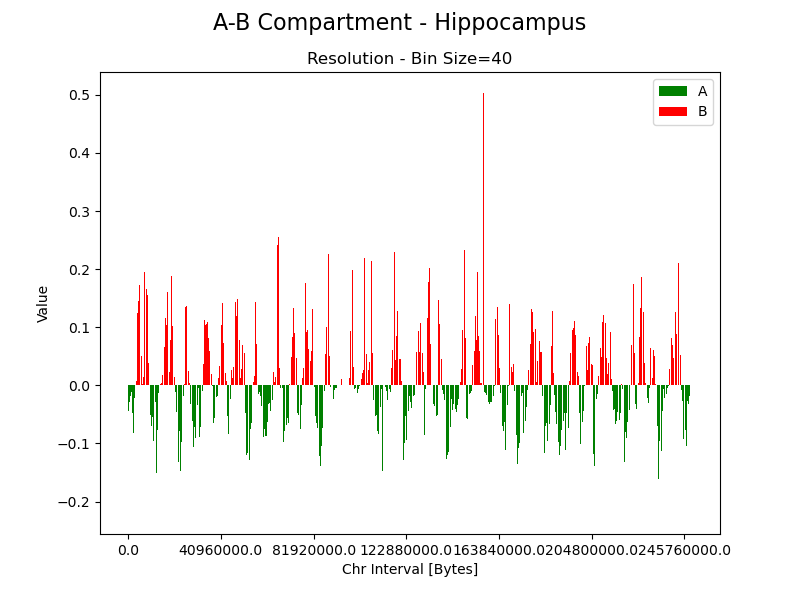 A-B Compartment - Hippocampus
Resolution - Bin Size=40
A
B
0.5
0.4
0.3
0.2
0.1
0.0
−0.1
−0.2
Value
0.0 40960000.0 81920000.0 122880000.0 163840000.0 204800000.0 245760000.0
Chr Interval [Bytes]